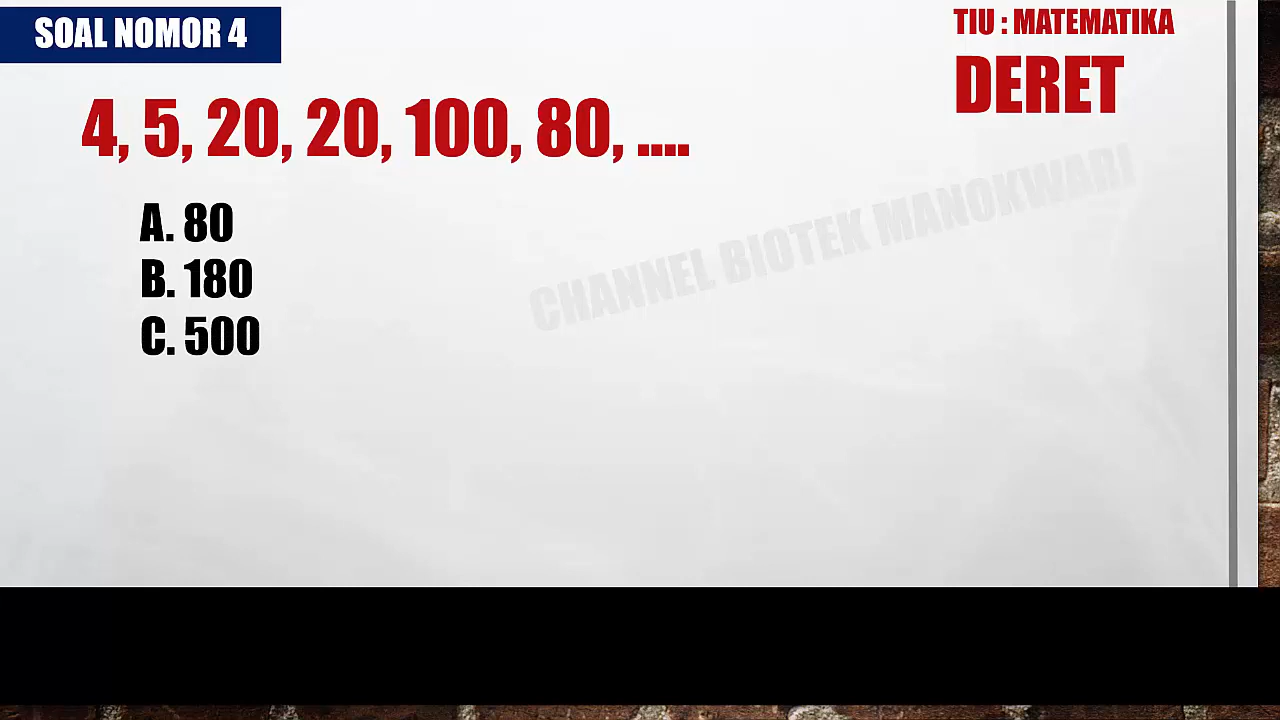 SOAL NOMOR 4
TIU : MATEMATIKA
DERET
4, 5, 20, 20, 100, 80, ....
A. 80
B. 180
C. 500
CHANNEL BIOTEK MANOKWARI